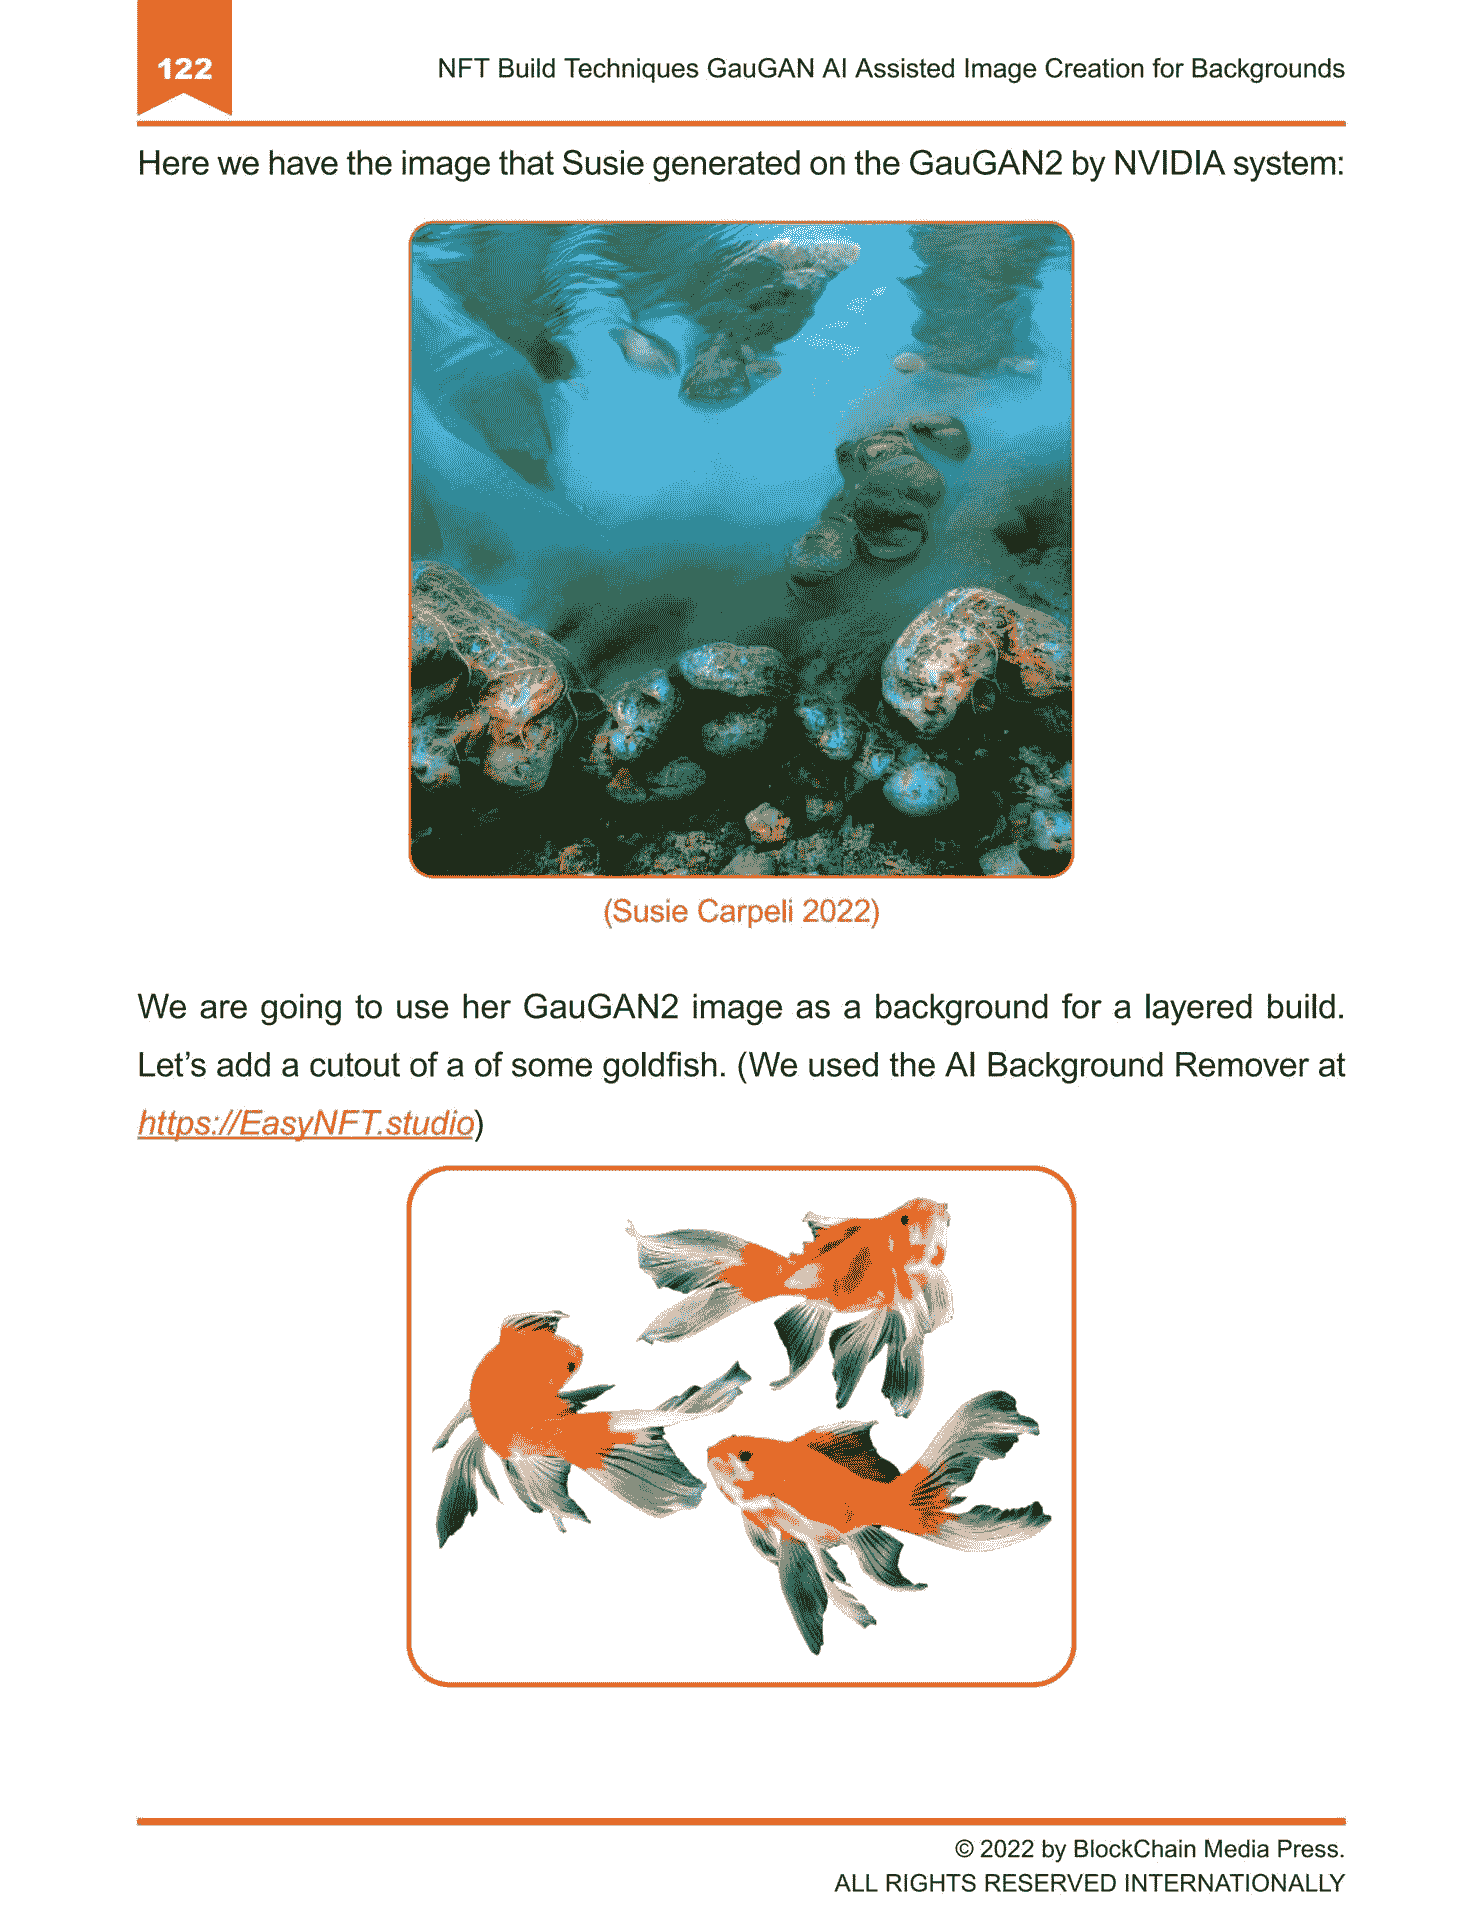 122
NFT Build Techniques GauGAN AI Assisted Image Creation for Backgrounds
Here we have the image that Susie generated on the GauGAN2 by NVIDIA system:
(Susie Carpeli 2022)
We are going to use her GauGAN2 image as a background for a layered build.
Let’s add a cutout of a of some goldfish. (We used the AI Background Remover at
https://EasyNFT.studio)
© 2022 by BlockChain Media Press.
ALL RIGHTS RESERVED INTERNATIONALLY